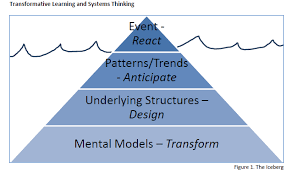 Transformative Learning and Systems Thinking
Event -
React
Patterns/Trends
- Anticipate
Underlying Structures –
Design
Mental Models – Transform
Figure 1. The Iceberg